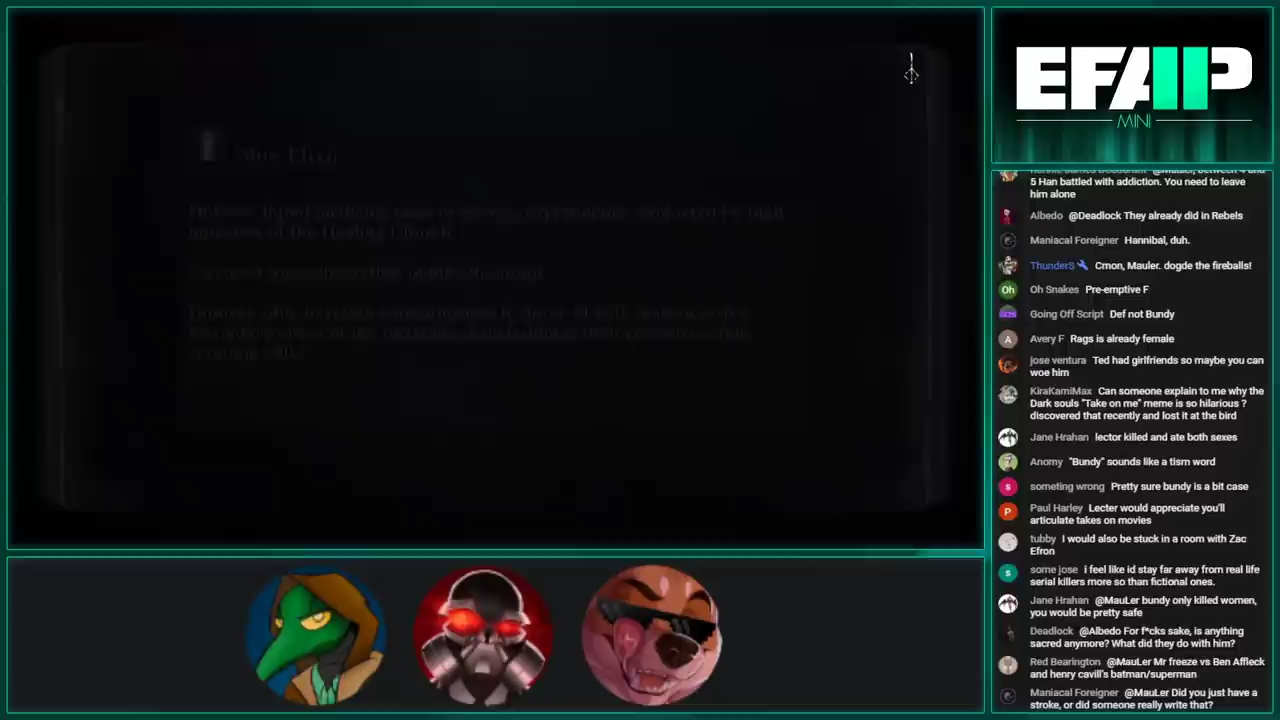 EFAP
MINI
5 Han battled with addiction. You need to leave
him alone
Albedo @Deadlock They already did in Rebels
Maniacal Foreigner Hannibal, duh.
ThunderS Cmon, Mauler. dogde the fireballs!
Oh
Oh Snakes Pre-emptive F
Going Off Script Def not Bundy
A
Avery F Rags is already female
jose ventura Ted had girlfriends so maybe you can
woe him
KiraKamiMax Can someone explain to me why the
Dark souls "Take on me" meme is so hilarious ?
discovered that recently and lost it at the bird
Jane Hrahan lector killed and ate both sexes
Anomy "Bundy" sounds like a tism word
s
someting wrong Pretty sure bundy is a bit case
P
Paul Harley Lecter would appreciate you'll
articulate takes on movies
tubby I would also be stuck in a room with Zac
Efron
s
some jose i feel like id stay far away from real life
serial killers more so than fictional ones.
Jane Hrahan @MauLer bundy only killed women,
you would be pretty safe
Deadlock @Albedo For f*cks sake, is anything
sacred anymore? What did they do with him?
Red Bearington @MauLer Mr freeze vs Ben Affleck
and henry cavill's batman/superman
Maniacal Foreigner @MauLer Did you just have a
stroke, or did someone really write that?